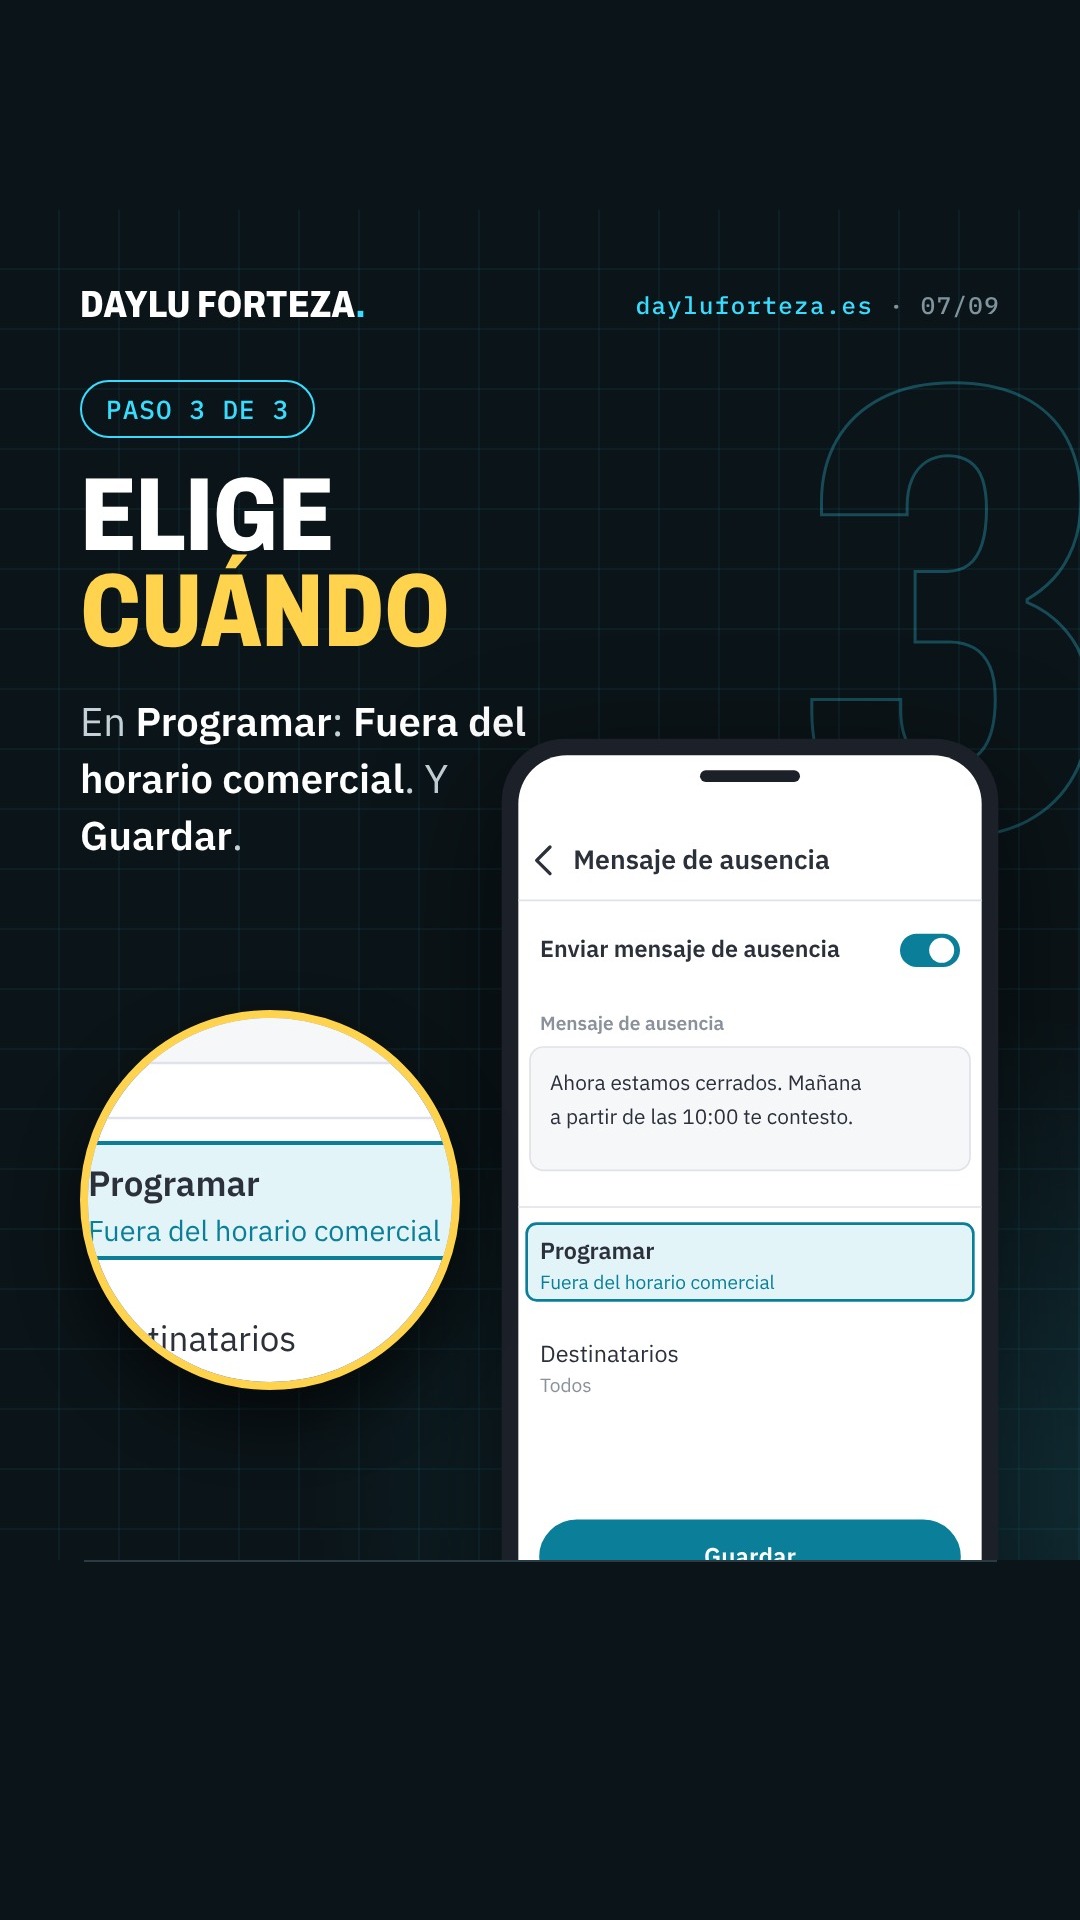 DAYLU FORTEZA.
dayluforteza.es · 07/09
PASO 3 DE 3
3
ELIGE
CUÁNDO
En Programar: Fuera del
horario comercial. Y
Guardar.
Mensaje de ausencia
Enviar mensaje de ausencia
Mensaje de ausencia
Ahora estamos cerrados. Mañana
a partir de las 10:00 te contesto.
Programar
Fuera del horario comercial
Destinatarios
Todos
Guardar
Programar
Fuera del horario comercial
tinatarios